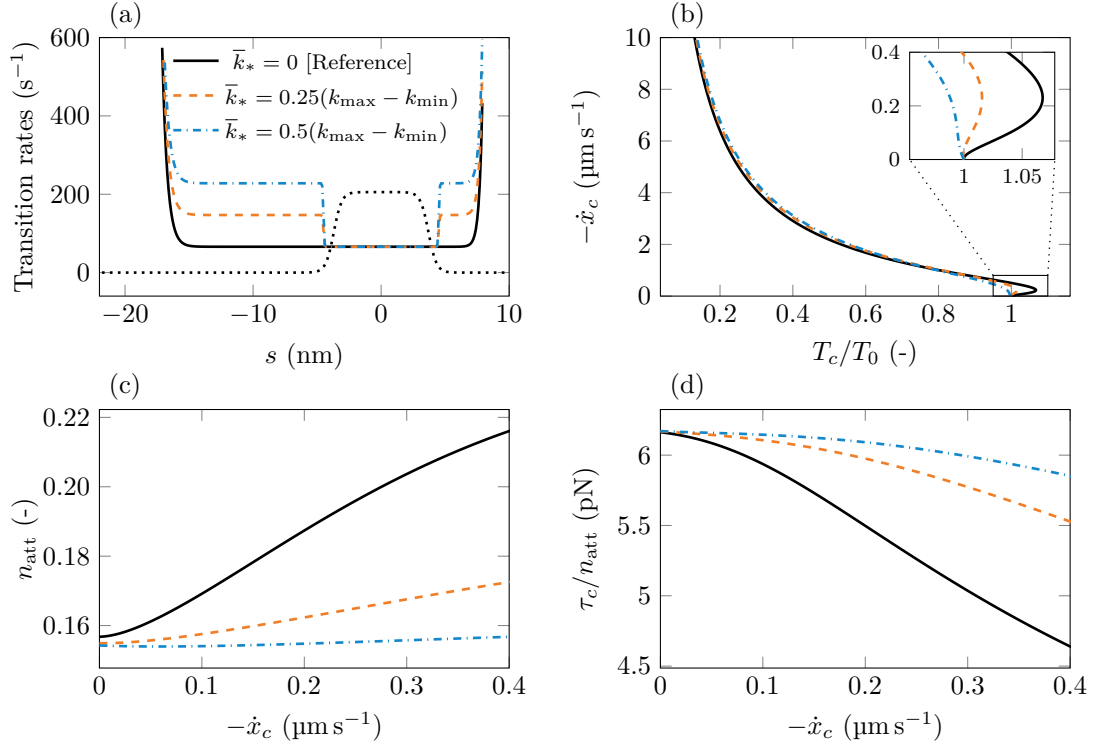 (a)
Transition rates (s⁻¹)
600
400
200
0
−20
−10
0
10
s (nm)
k̅* = 0 [Reference]
k̅* = 0.25(kmax − kmin)
k̅* = 0.5(kmax − kmin)
(b)
−ẋc (µm s⁻¹)
10
8
6
4
2
0
0.2
0.4
0.6
0.8
1
Tc/T0 (-)
0.4
0.2
0
1
1.05
(c)
natt (-)
0.22
0.20
0.18
0.16
0
0.1
0.2
0.3
0.4
−ẋc (µm s⁻¹)
(d)
τc/natt (pN)
6
5.5
5
4.5
0
0.1
0.2
0.3
0.4
−ẋc (µm s⁻¹)